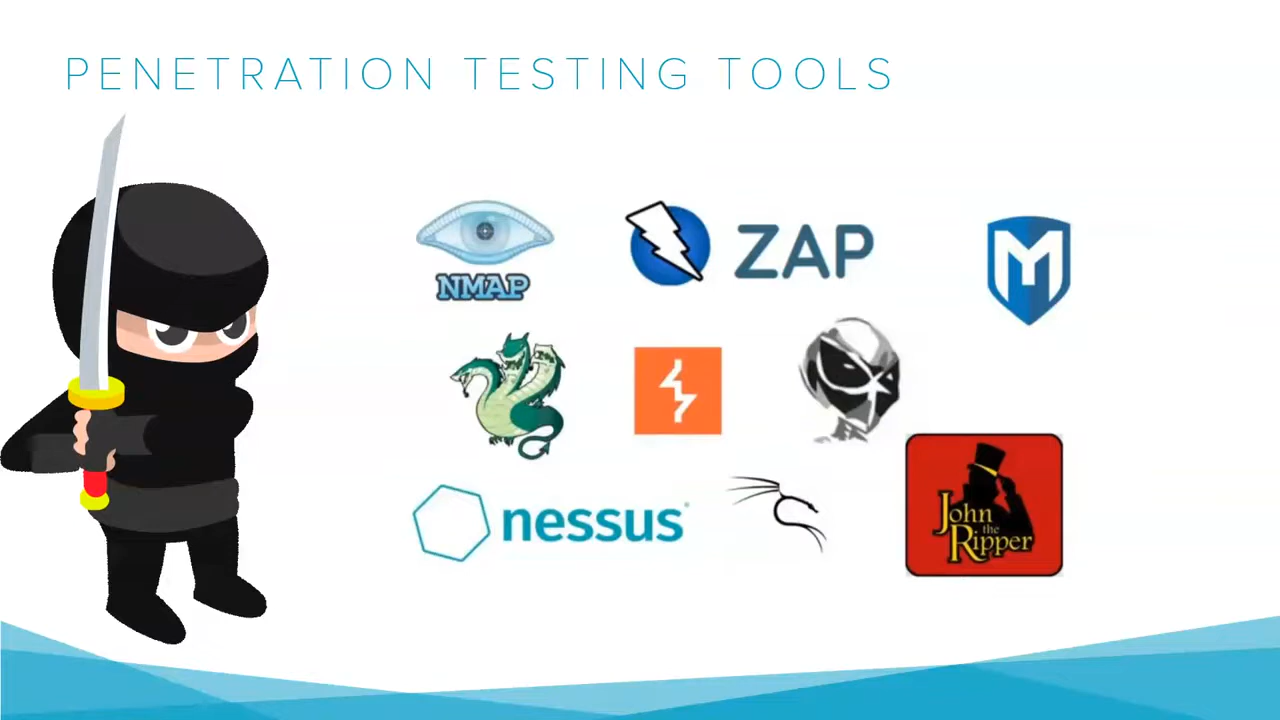 PENETRATION TESTING TOOLS
NMAP
ZAP
M
nessus
John
the
Ripper